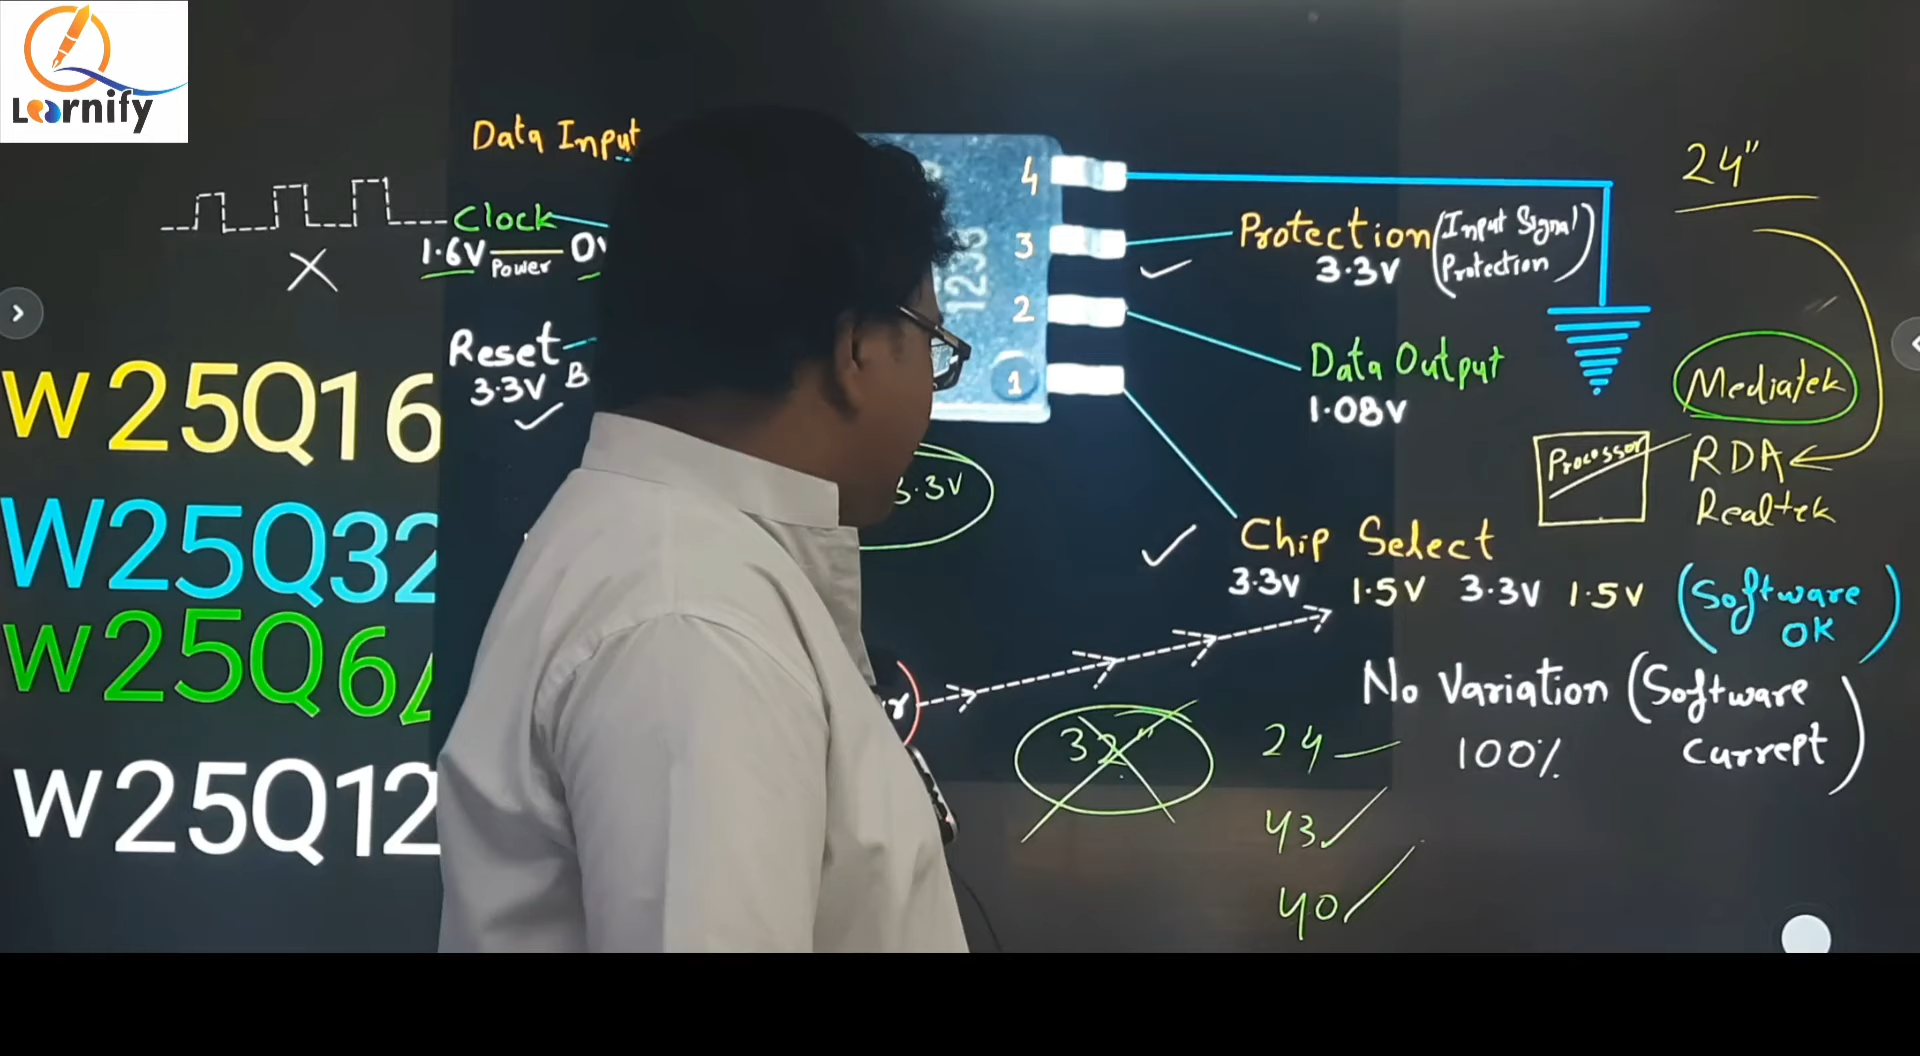 Learnify
Data Input
Clock
1.6V Power 0V
Reset
3.3V B
W25Q16
W25Q32
W25Q64
W25Q12
1233
4
3
2
1
3.3V
Protection (Input Signal Protection)
3.3V
Data Output
1.08V
Chip Select
3.3V 1.5V 3.3V 1.5V (Software OK)
No Variation (Software
100% Currept)
32"
24
43
40
24"
Mediatek
Processor
RDA
Realtek